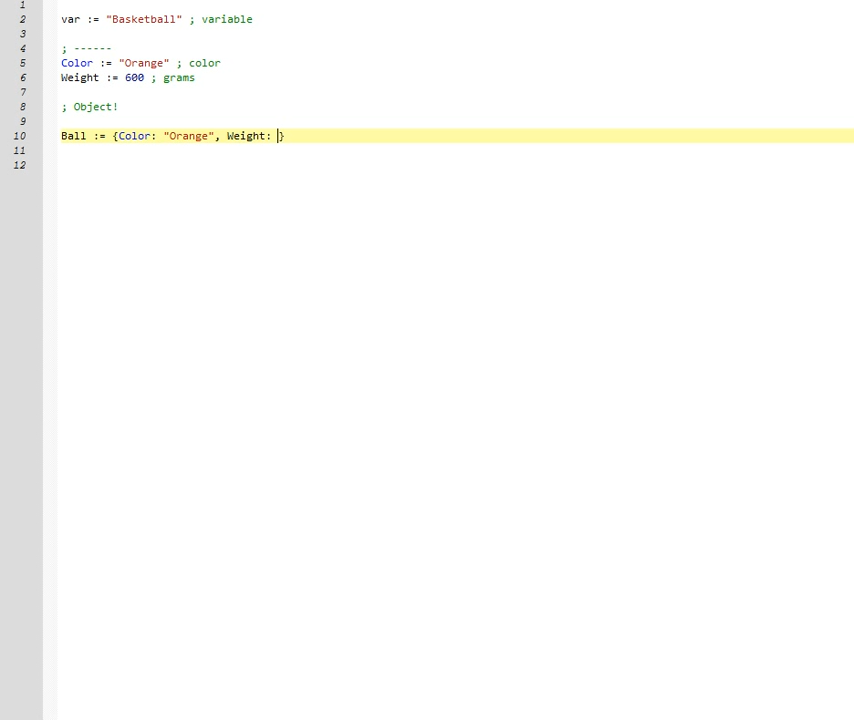 1
2 var := "Basketball" ; variable
3
4 ; ------
5 Color := "Orange" ; color
6 Weight := 600 ; grams
7
8 ; Object!
9
10 Ball := {Color: "Orange", Weight: }
11
12